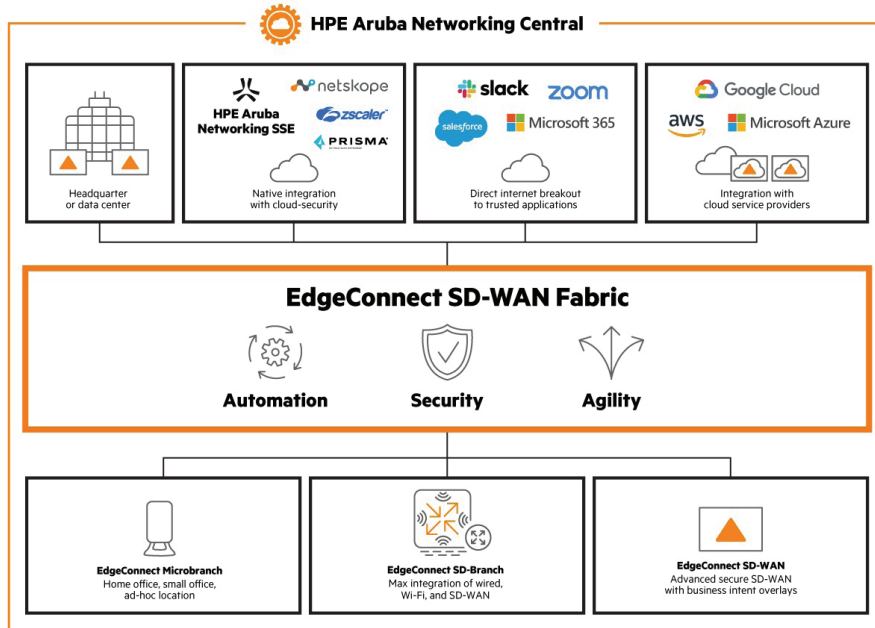 HPE Aruba Networking Central
Headquarter
or data center
HPE Aruba
Networking SSE
netskope
zscaler
PRISMA
Native integration
with cloud-security
slack
zoom
salesforce
Microsoft 365
Direct internet breakout
to trusted applications
Google Cloud
aws
Microsoft Azure
Integration with
cloud service providers
EdgeConnect SD-WAN Fabric
Automation
Security
Agility
EdgeConnect Microbranch
Home office, small office,
ad-hoc location
EdgeConnect SD-Branch
Max integration of wired,
Wi-Fi, and SD-WAN
EdgeConnect SD-WAN
Advanced secure SD-WAN
with business intent overlays